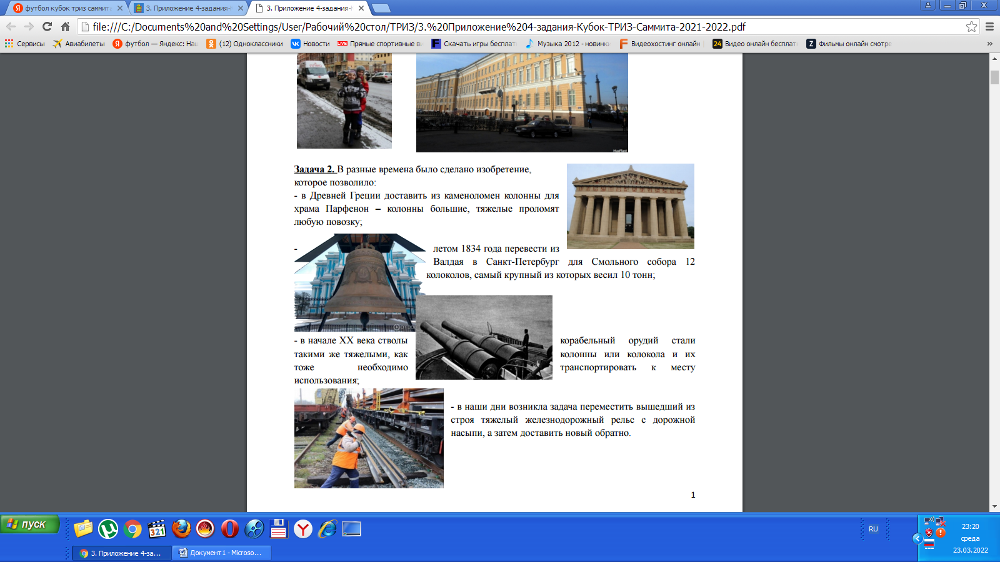 футбол кубок триз саммита
3. Приложение 4-задания-
3. Приложение 4-задания-
file:///C:/Documents%20and%20Settings/User/Рабочий%20стол/ТРИЗ/3.%20Приложение%204-задания-Кубок-ТРИЗ-Саммита-2021-2022.pdf
Сервисы Авиабилеты футбол — Яндекс: На (12) Одноклассники Новости LIVE Прямые спортивные Скачать игры бесплат Музыка 2012 - новинк Видеохостинг онлайн 24 Видео онлайн бесплат Z Фильмы онлайн смотре »
MaxPlant
Задача 2. В разные времена было сделано изобретение,
которое позволило:
- в Древней Греции доставить из каменоломен колонны для
храма Парфенон – колонны большие, тяжелые проломят
любую повозку;
- летом 1834 года перевести из
Валдая в Санкт-Петербург для Смольного собора 12
колоколов, самый крупный из которых весил 10 тонн;
- в начале XX века стволы корабельный орудий стали
такими же тяжелыми, как колонны или колокола и их
тоже необходимо транспортировать к месту
использования;
- в наши дни возникла задача переместить вышедший из
строя тяжелый железнодорожный рельс с дорожной
насыпи, а затем доставить новый обратно.
1
пуск
321
RU
23:20
среда
23.03.2022
3. Приложение 4-за...
Документ1 - Microso...